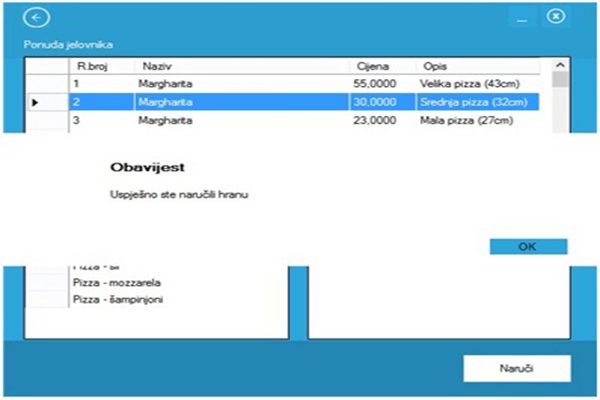 Ponuda jelovnika
R.broj Naziv Cijena Opis
1 Margharita 55,0000 Velika pizza (43cm)
2 Margharita 30,0000 Srednja pizza (32cm)
3 Margharita 23,0000 Mala pizza (27cm)
Obavijest
Uspješno ste naručili hranu
OK
Pizza - mozzarela
Pizza - šampinjoni
Naruči